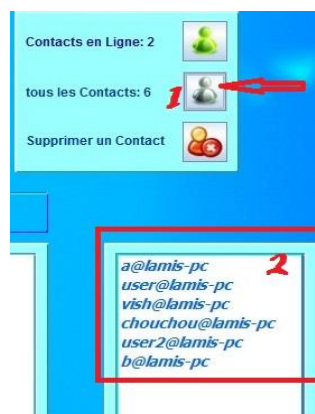 Contacts en Ligne: 2
tous les Contacts: 6
1
Supprimer un Contact
2
a@lamis-pc
user@lamis-pc
vish@lamis-pc
chouchou@lamis-pc
user2@lamis-pc
b@lamis-pc